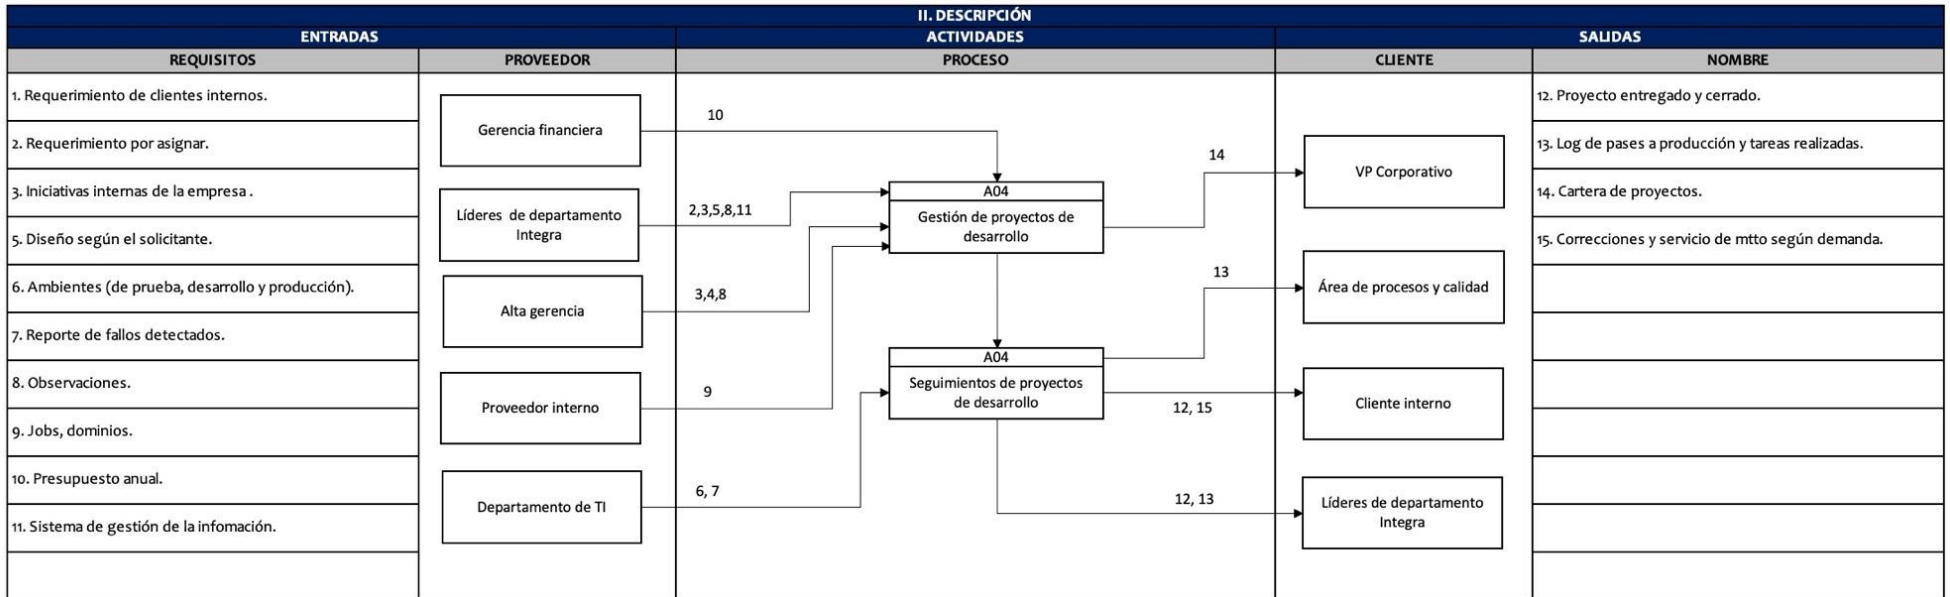 II. DESCRIPCIÓN
ENTRADAS
ACTIVIDADES
SALIDAS
REQUISITOS
PROVEEDOR
PROCESO
CLIENTE
NOMBRE
1. Requerimiento de clientes internos.
2. Requerimiento por asignar.
3. Iniciativas internas de la empresa .
5. Diseño según el solicitante.
6. Ambientes (de prueba, desarrollo y producción).
7. Reporte de fallos detectados.
8. Observaciones.
9. Jobs, dominios.
10. Presupuesto anual.
11. Sistema de gestión de la infomación.
Gerencia financiera
Líderes de departamento
Integra
Alta gerencia
Proveedor interno
Departamento de TI
10
2,3,5,8,11
3,4,8
9
6, 7
A04
Gestión de proyectos de
desarrollo
A04
Seguimientos de proyectos
de desarrollo
14
13
12, 15
12, 13
VP Corporativo
Área de procesos y calidad
Cliente interno
Líderes de departamento
Integra
12. Proyecto entregado y cerrado.
13. Log de pases a producción y tareas realizadas.
14. Cartera de proyectos.
15. Correcciones y servicio de mtto según demanda.